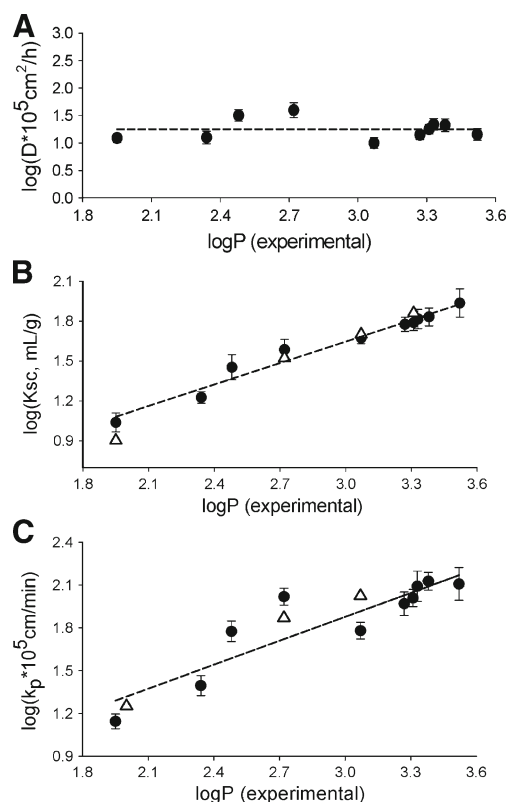 A
log(D*10⁵cm²/h)
3.0
2.5
2.0
1.5
1.0
0.5
0.0
1.8 2.1 2.4 2.7 3.0 3.3 3.6
logP (experimental)
B
log(Ksc, mL/g)
2.1
1.8
1.5
1.2
0.9
1.8 2.1 2.4 2.7 3.0 3.3 3.6
logP (experimental)
C
log(kp*10⁵cm/min)
2.4
2.1
1.8
1.5
1.2
0.9
1.8 2.1 2.4 2.7 3.0 3.3 3.6
logP (experimental)